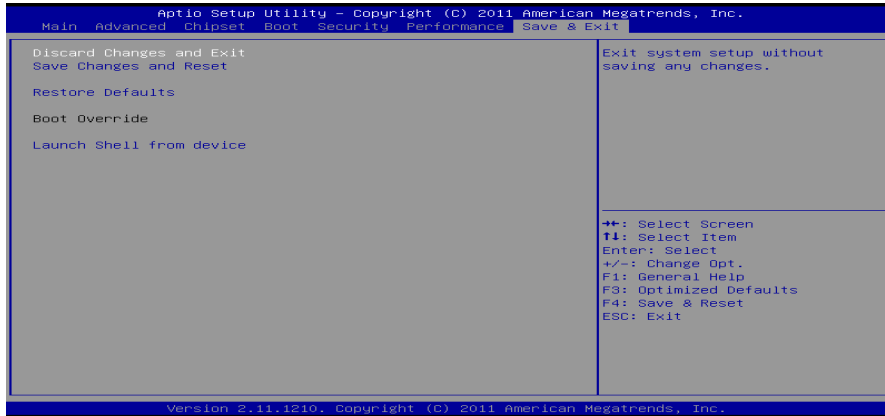 Aptio Setup Utility – Copyright (C) 2011 American Megatrends, Inc.
Main Advanced Chipset Boot Security Performance Save & Exit
Discard Changes and Exit
Save Changes and Reset
Restore Defaults
Boot Override
Launch Shell from device
Exit system setup without
saving any changes.
→←: Select Screen
↑↓: Select Item
Enter: Select
+/-: Change Opt.
F1: General Help
F3: Optimized Defaults
F4: Save & Reset
ESC: Exit
Version 2.11.1210. Copyright (C) 2011 American Megatrends, Inc.